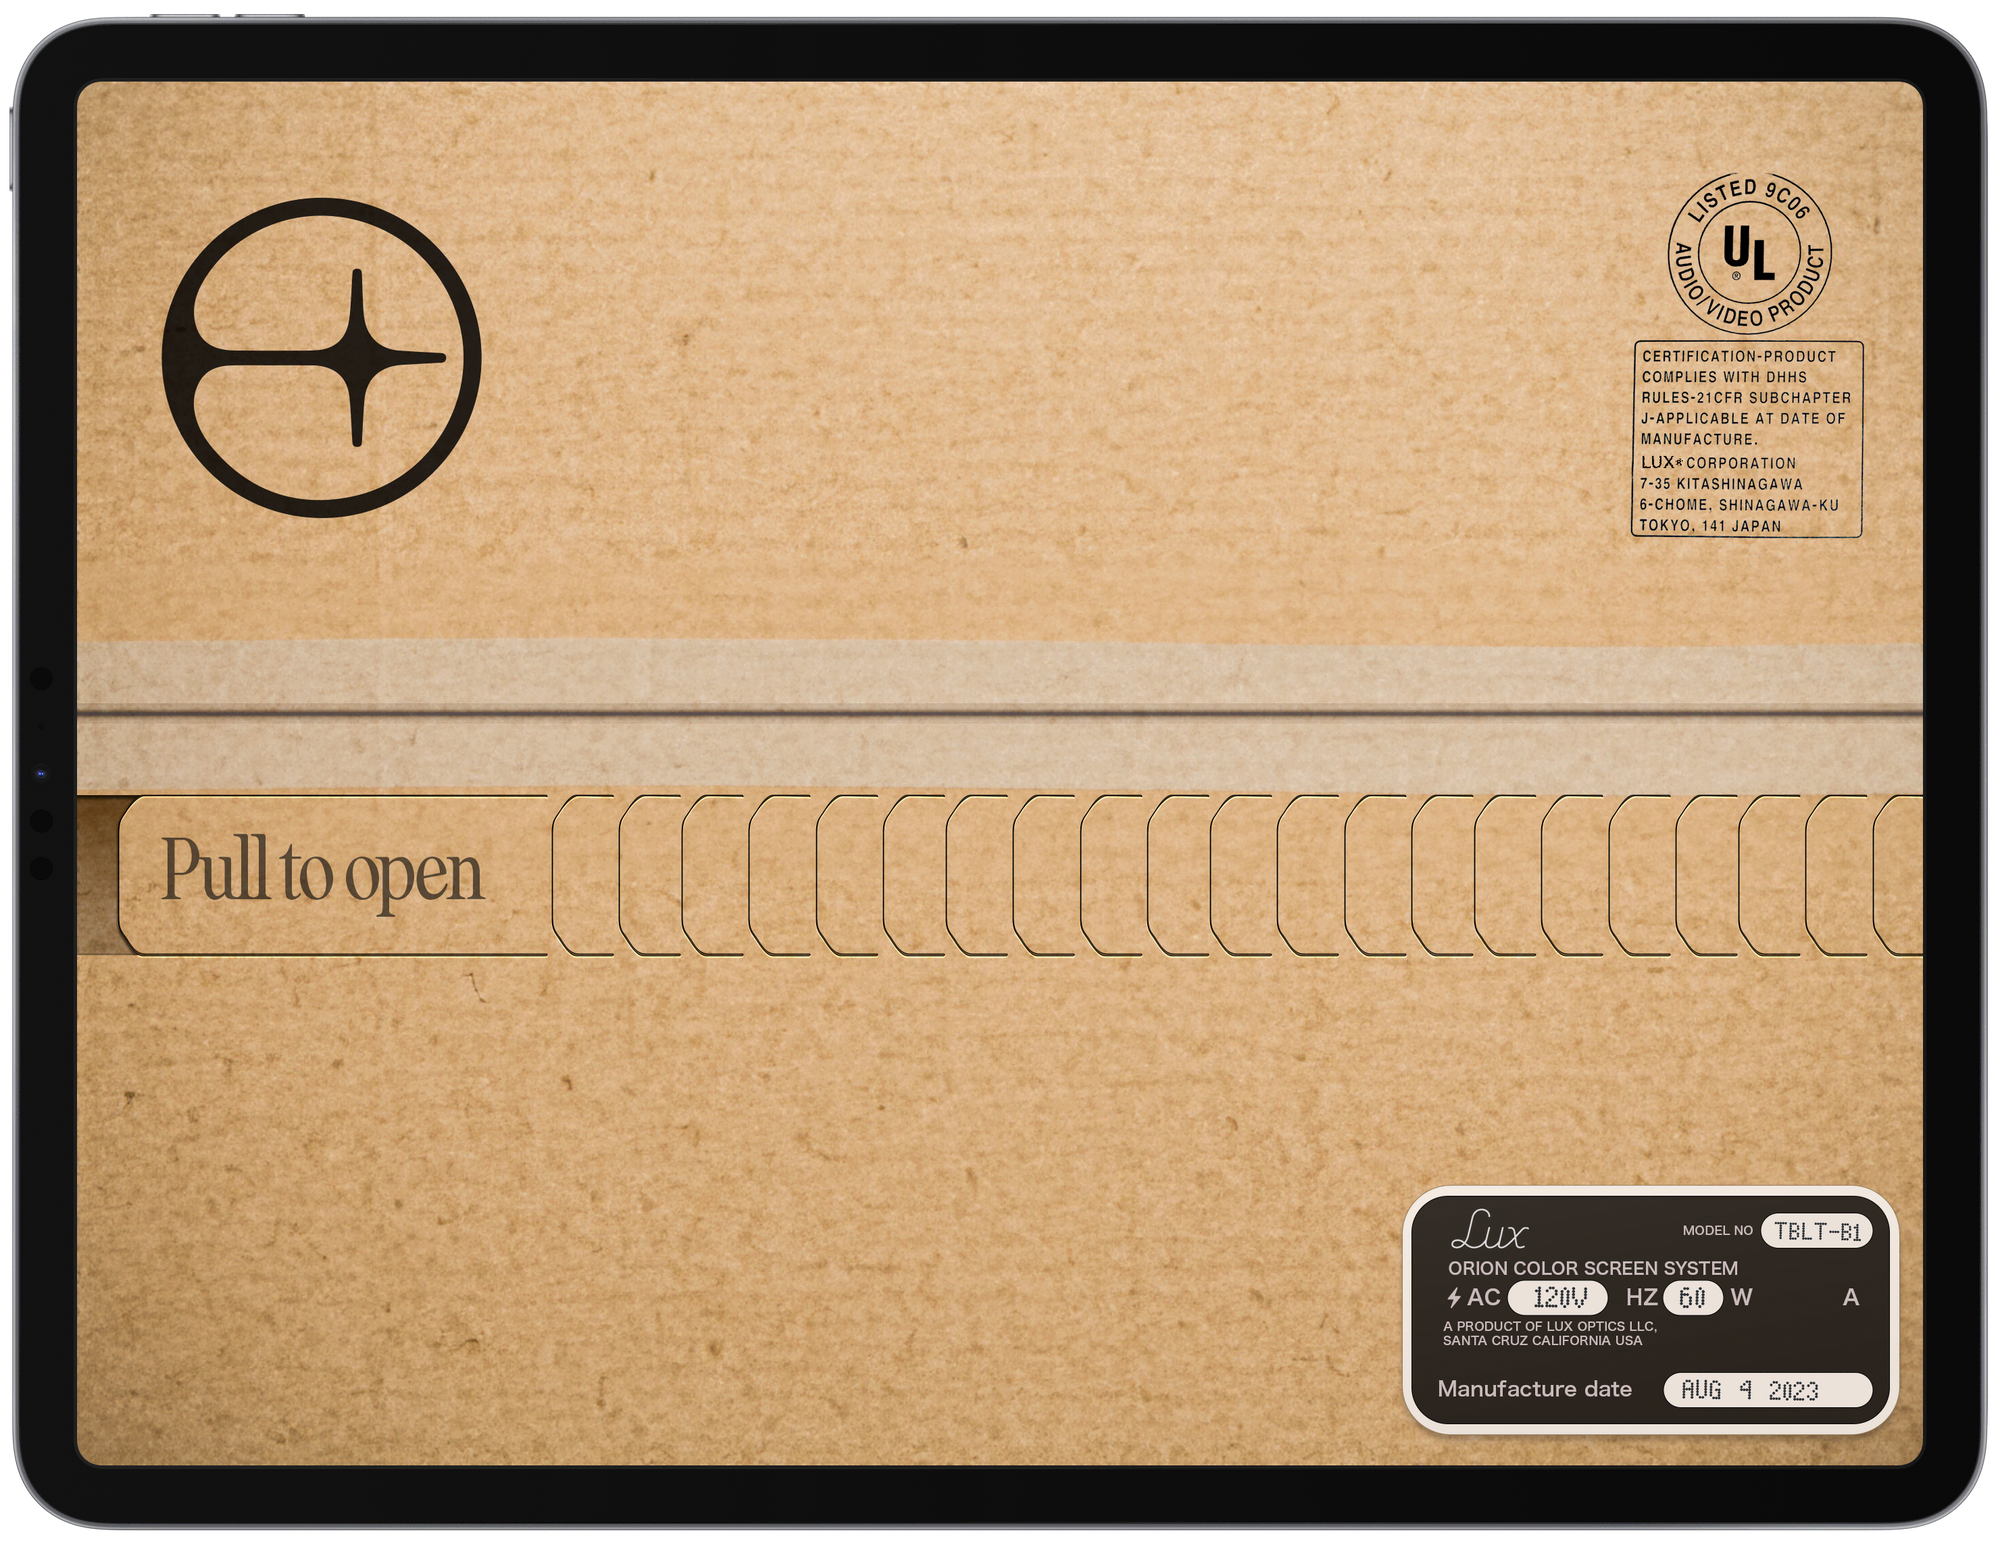 LISTED 9C06
UL
®
AUDIO/VIDEO PRODUCT
CERTIFICATION-PRODUCT
COMPLIES WITH DHHS
RULES-21CFR SUBCHAPTER
J-APPLICABLE AT DATE OF
MANUFACTURE.
LUX* CORPORATION
7-35 KITASHINAGAWA
6-CHOME, SHINAGAWA-KU
TOKYO, 141 JAPAN
Pull to open
Lux MODEL NO TBLT-B1
ORION COLOR SCREEN SYSTEM
AC 120V HZ 60 W A
A PRODUCT OF LUX OPTICS LLC,
SANTA CRUZ CALIFORNIA USA
Manufacture date AUG 4 2023